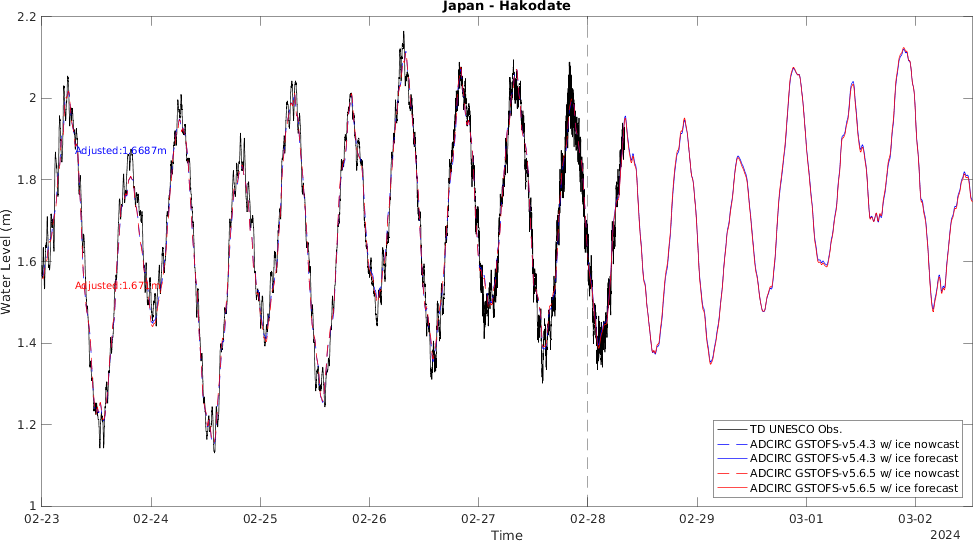 Japan - Hakodate
2.2
2
1.8
1.6
1.4
1.2
1
Water Level (m)
Adjusted:1.6687m
02-23
02-24
02-25
02-26
02-27
02-28
02-29
03-01
03-02
Time
2024
TD UNESCO Obs.
ADCIRC GSTOFS-v5.4.3 w/ ice nowcast
ADCIRC GSTOFS-v5.4.3 w/ ice forecast
ADCIRC GSTOFS-v5.6.5 w/ ice nowcast
ADCIRC GSTOFS-v5.6.5 w/ ice forecast